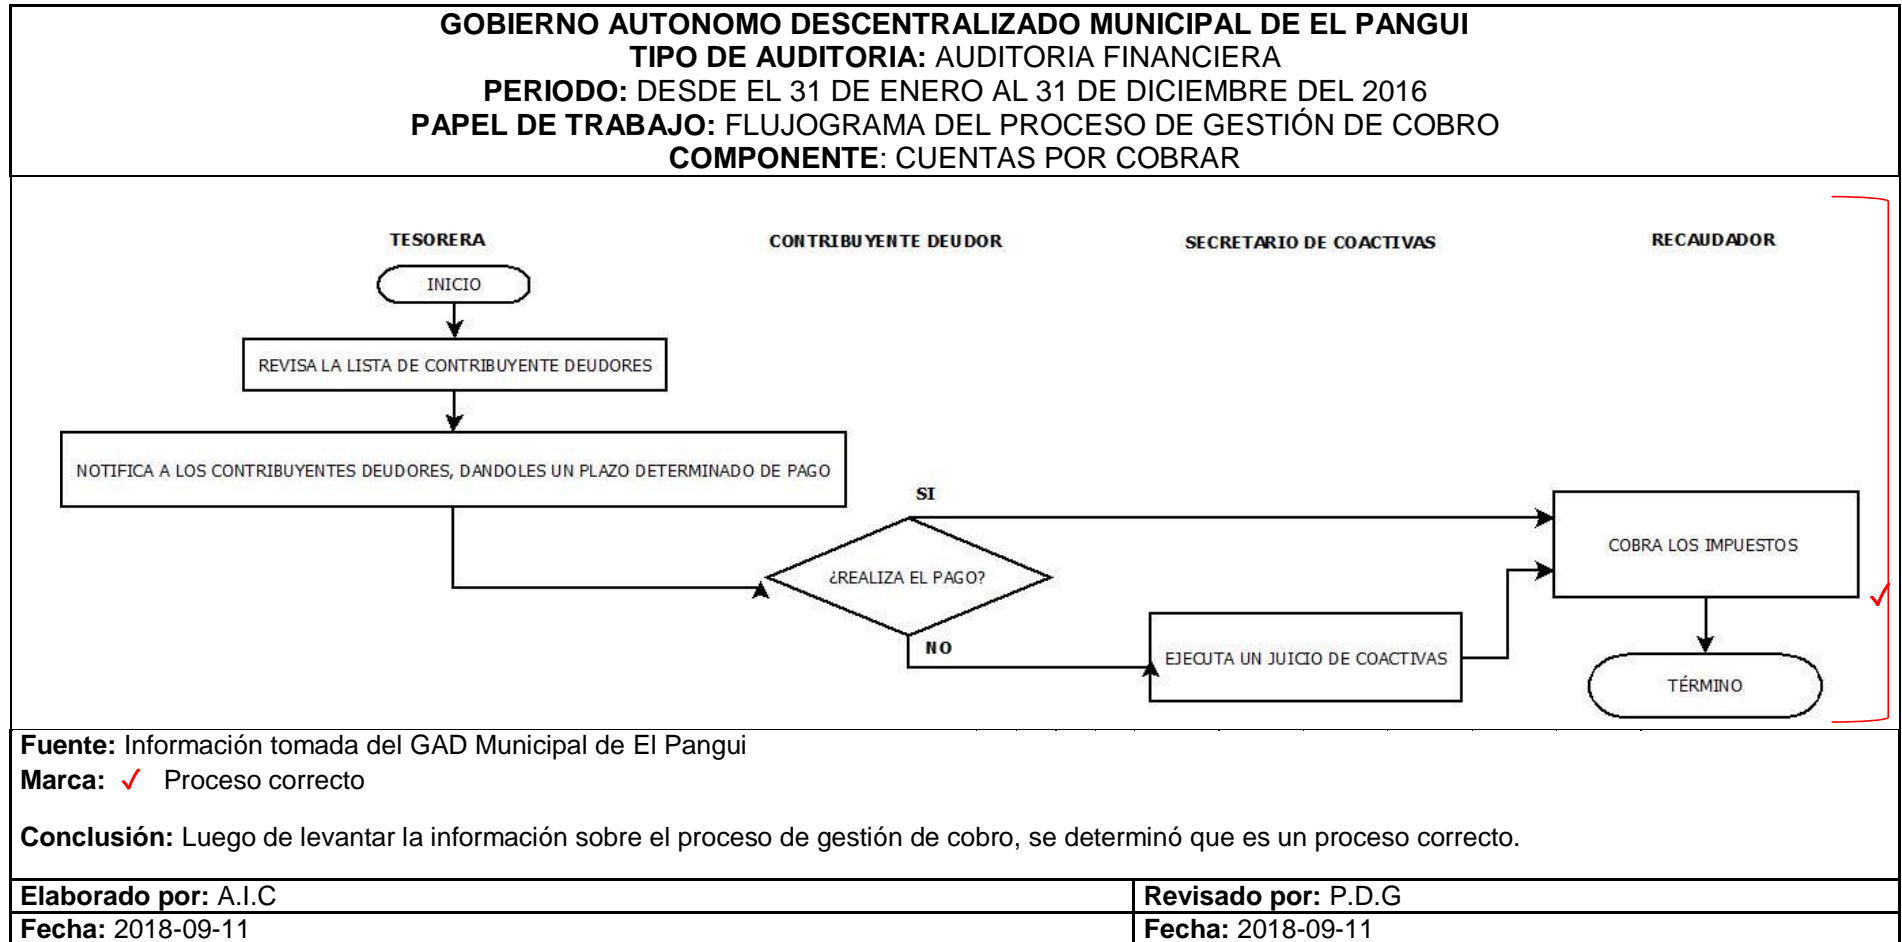 GOBIERNO AUTONOMO DESCENTRALIZADO MUNICIPAL DE EL PANGUI
TIPO DE AUDITORIA: AUDITORIA FINANCIERA
PERIODO: DESDE EL 31 DE ENERO AL 31 DE DICIEMBRE DEL 2016
PAPEL DE TRABAJO: FLUJOGRAMA DEL PROCESO DE GESTIÓN DE COBRO
COMPONENTE: CUENTAS POR COBRAR
TESORERA
CONTRIBUYENTE DEUDOR
SECRETARIO DE COACTIVAS
RECAUDADOR
INICIO
REVISA LA LISTA DE CONTRIBUYENTE DEUDORES
NOTIFICA A LOS CONTRIBUYENTES DEUDORES, DANDOLES UN PLAZO DETERMINADO DE PAGO
SI
¿REALIZA EL PAGO?
NO
EJECUTA UN JUICIO DE COACTIVAS
COBRA LOS IMPUESTOS
TÉRMINO
Fuente: Información tomada del GAD Municipal de El Pangui
Marca: ✓ Proceso correcto
Conclusión: Luego de levantar la información sobre el proceso de gestión de cobro, se determinó que es un proceso correcto.
Elaborado por: A.I.C
Revisado por: P.D.G
Fecha: 2018-09-11
Fecha: 2018-09-11